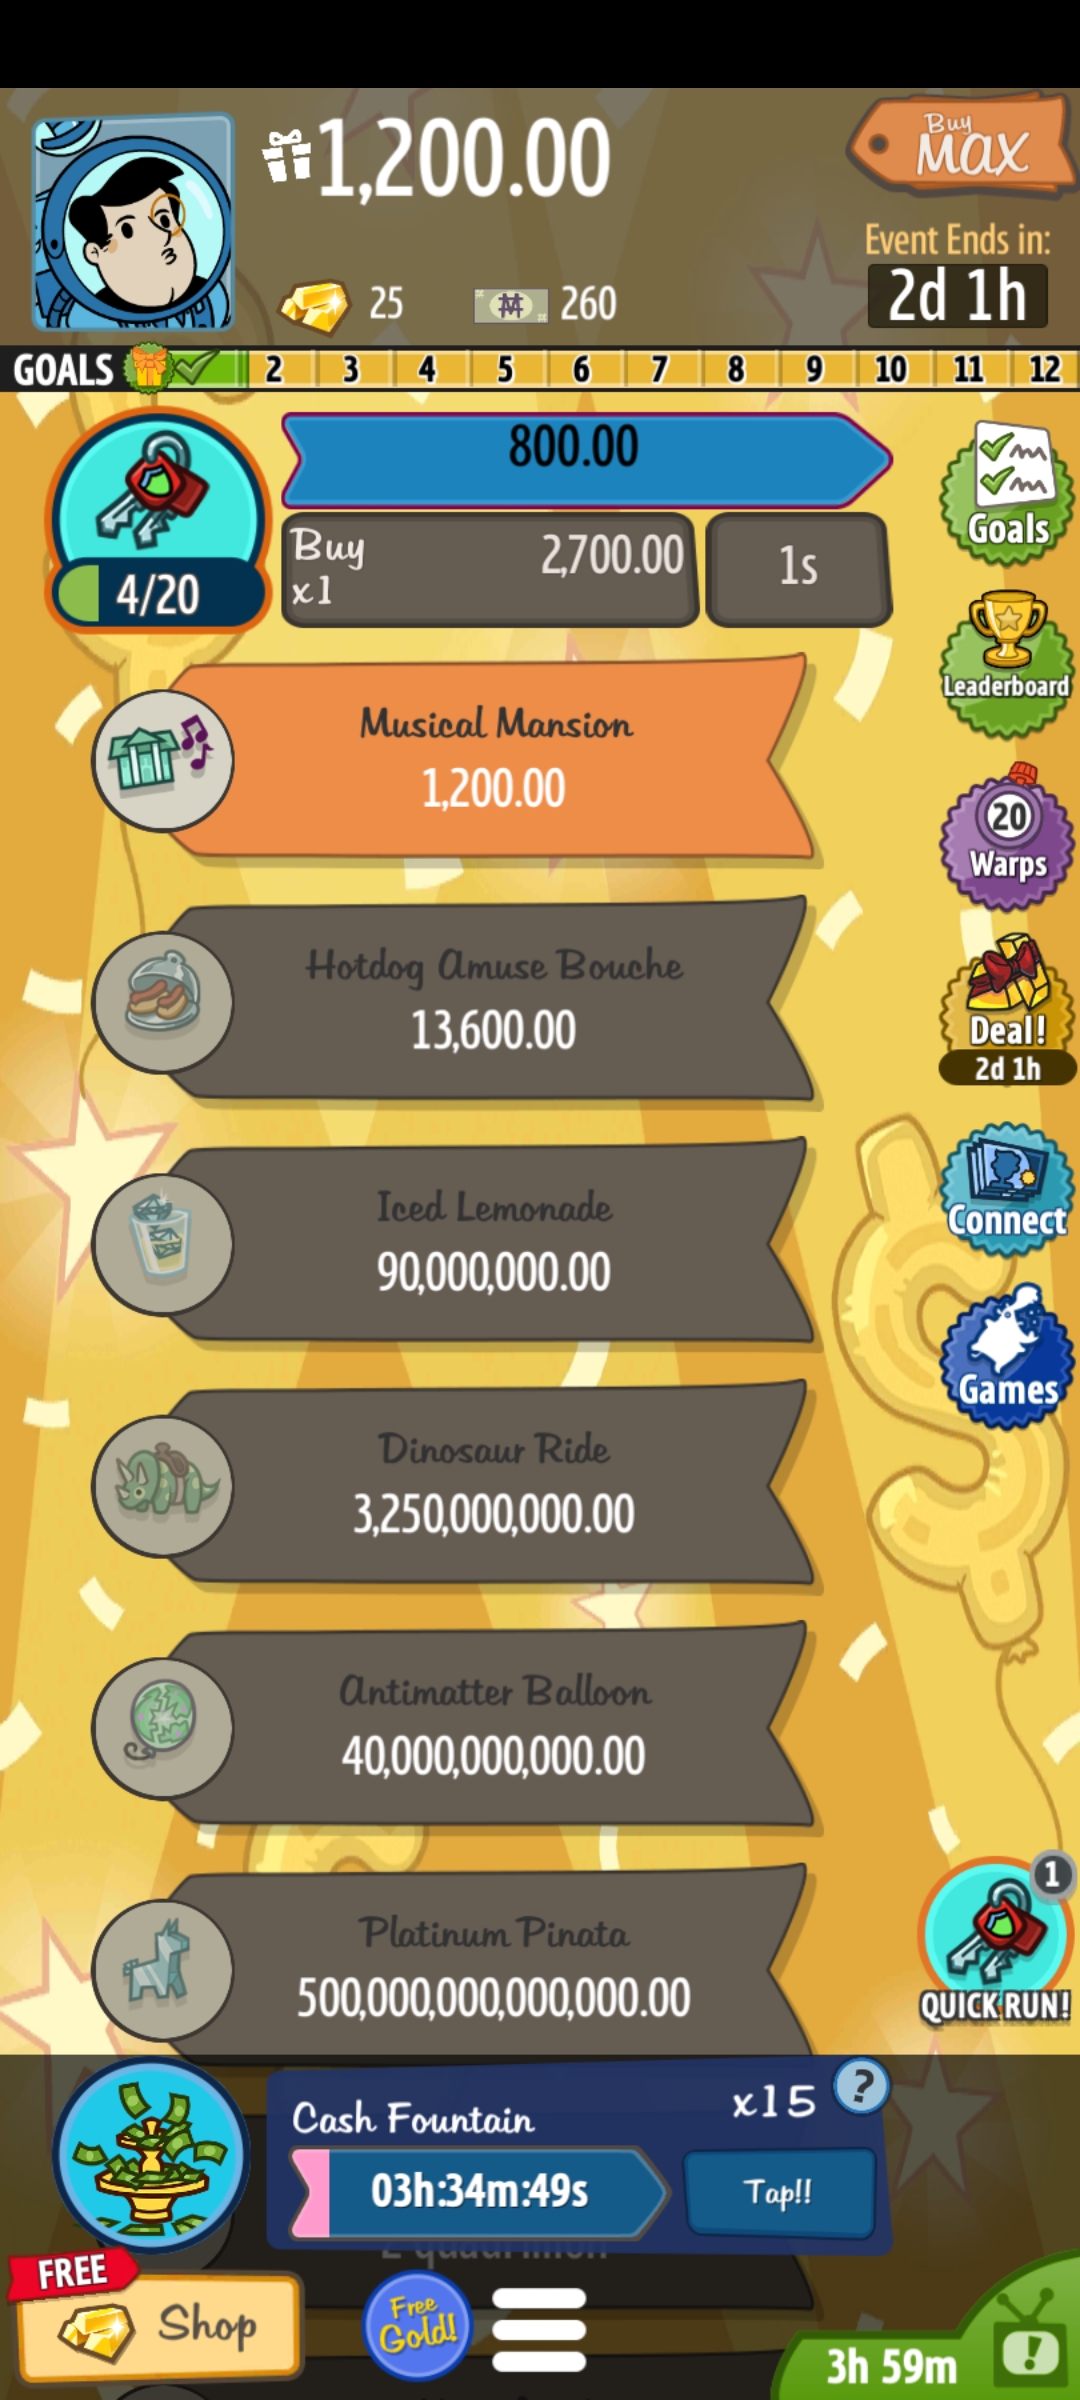 1,200.00
Buy
MAX
25
260
Event Ends in:
2d 1h
GOALS 2 3 4 5 6 7 8 9 10 11 12
800.00
Buy
x1
2,700.00
1s
4/20
Goals
Leaderboard
Musical Mansion
1,200.00
20
Warps
Hotdog Amuse Bouche
13,600.00
Deal!
2d 1h
Iced Lemonade
90,000,000.00
Connect
Dinosaur Ride
3,250,000,000.00
Games
Antimatter Balloon
40,000,000,000.00
Platinum Pinata
500,000,000,000,000.00
1
QUICK RUN!
Cash Fountain
x15
?
03h:34m:49s
Tap!!
2 quadrillion
FREE
Shop
Free
Gold!
3h 59m
!